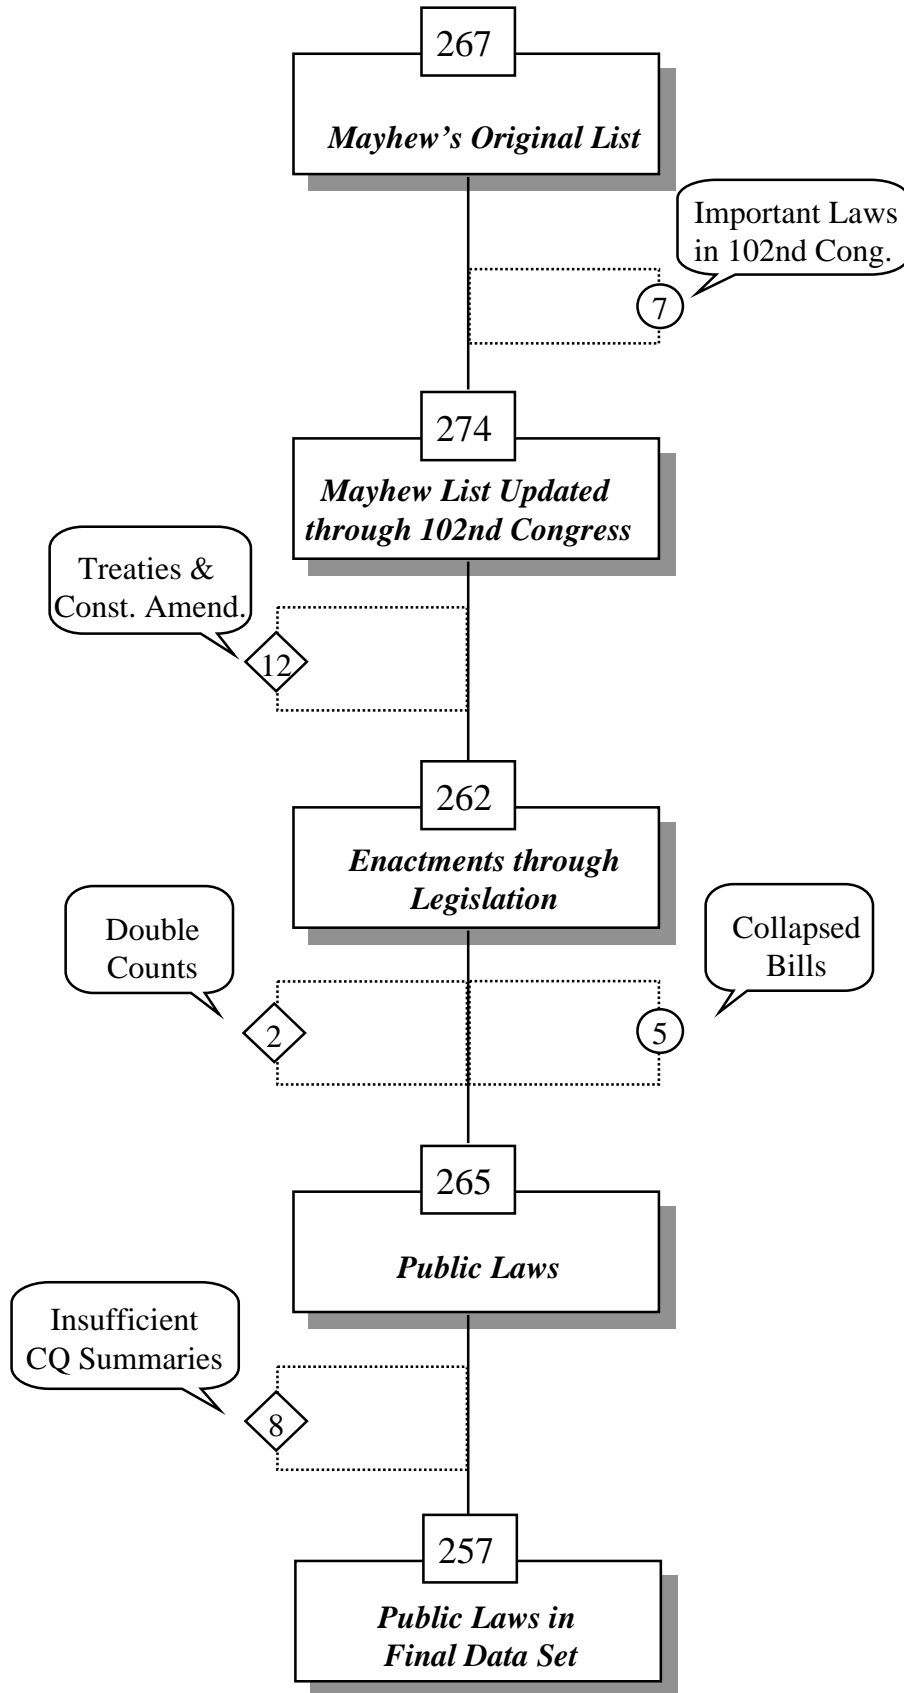 267
Mayhew's Original List
Important Laws
in 102nd Cong.
7
274
Mayhew List Updated
through 102nd Congress
Treaties &
Const. Amend.
12
262
Enactments through
Legislation
Double
Counts
2
Collapsed
Bills
5
265
Public Laws
Insufficient
CQ Summaries
8
257
Public Laws in
Final Data Set